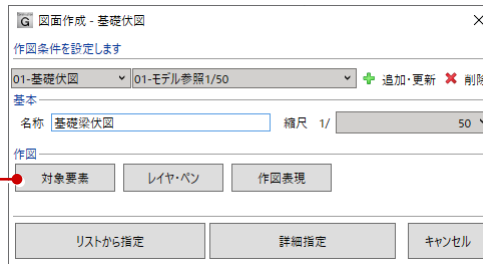 G 図面作成 - 基礎伏図
作図条件を設定します
01-基礎伏図 01-モデル参照1/50 追加・更新 削除
基本
名称 基礎梁伏図 縮尺 1/ 50
作図
対象要素 レイヤ・ペン 作図表現
リストから指定 詳細指定 キャンセル